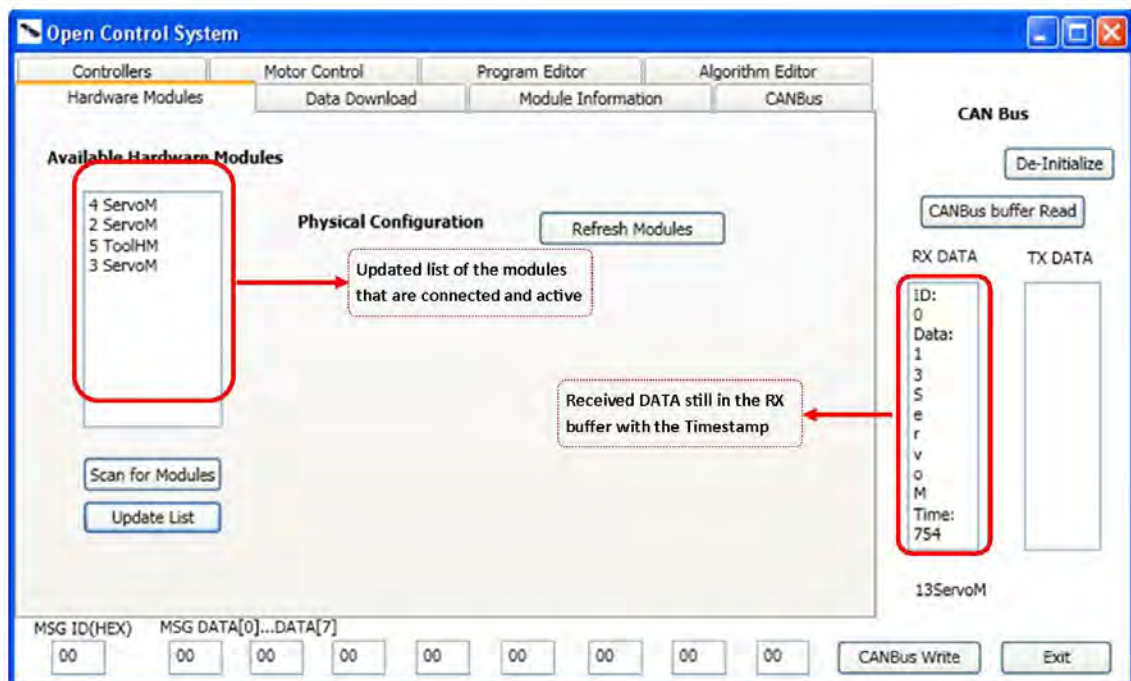 Open Control System
Controllers Motor Control Program Editor Algorithm Editor
Hardware Modules Data Download Module Information CANBus
CAN Bus
Available Hardware Modules
De-Initialize
4 ServoM
2 ServoM
5 ToolHM
3 ServoM
Physical Configuration
Refresh Modules
CANBus buffer Read
Updated list of the modules
that are connected and active
RX DATA TX DATA
ID:
0
Data:
1
3
S
e
r
v
o
M
Time:
754
Received DATA still in the RX
buffer with the Timestamp
Scan for Modules
Update List
13ServoM
MSG ID(HEX) MSG DATA[0]...DATA[7]
00 00 00 00 00 00 00 00 00
CANBus Write
Exit